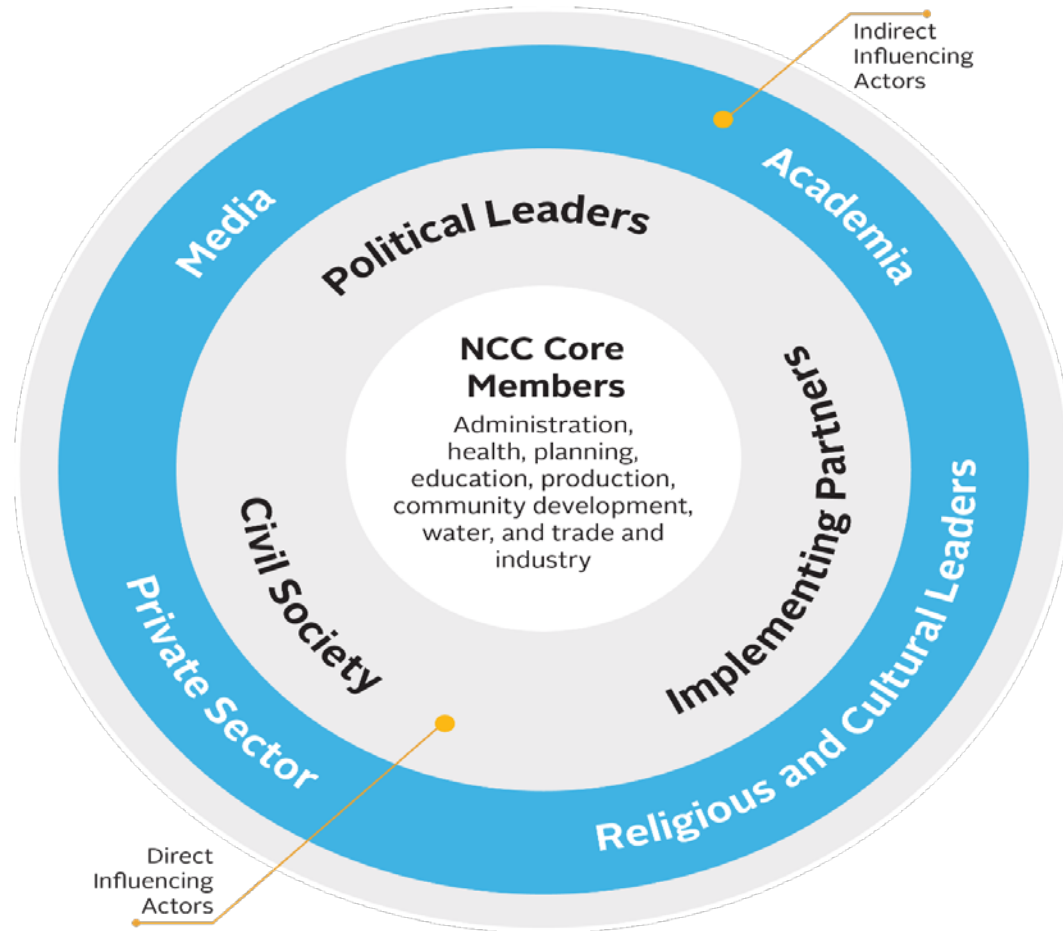 Indirect
Influencing
Actors
Media
Academia
Political Leaders
NCC Core
Members
Administration,
health, planning,
education, production,
community development,
water, and trade and
industry
Civil Society
Implementing Partners
Private Sector
Religious and Cultural Leaders
Direct
Influencing
Actors